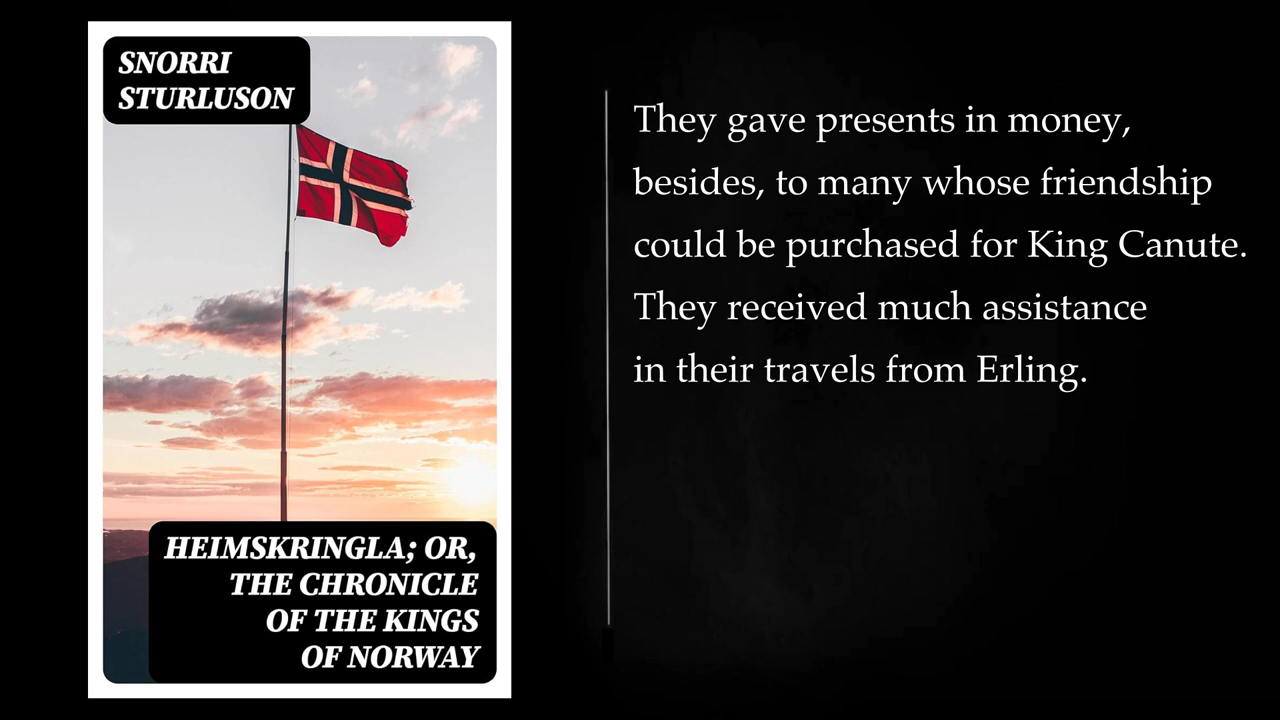 SNORRI
STURLUSON
HEIMSKRINGLA; OR,
THE CHRONICLE
OF THE KINGS
OF NORWAY
They gave presents in money,
besides, to many whose friendship
could be purchased for King Canute.
They received much assistance
in their travels from Erling.